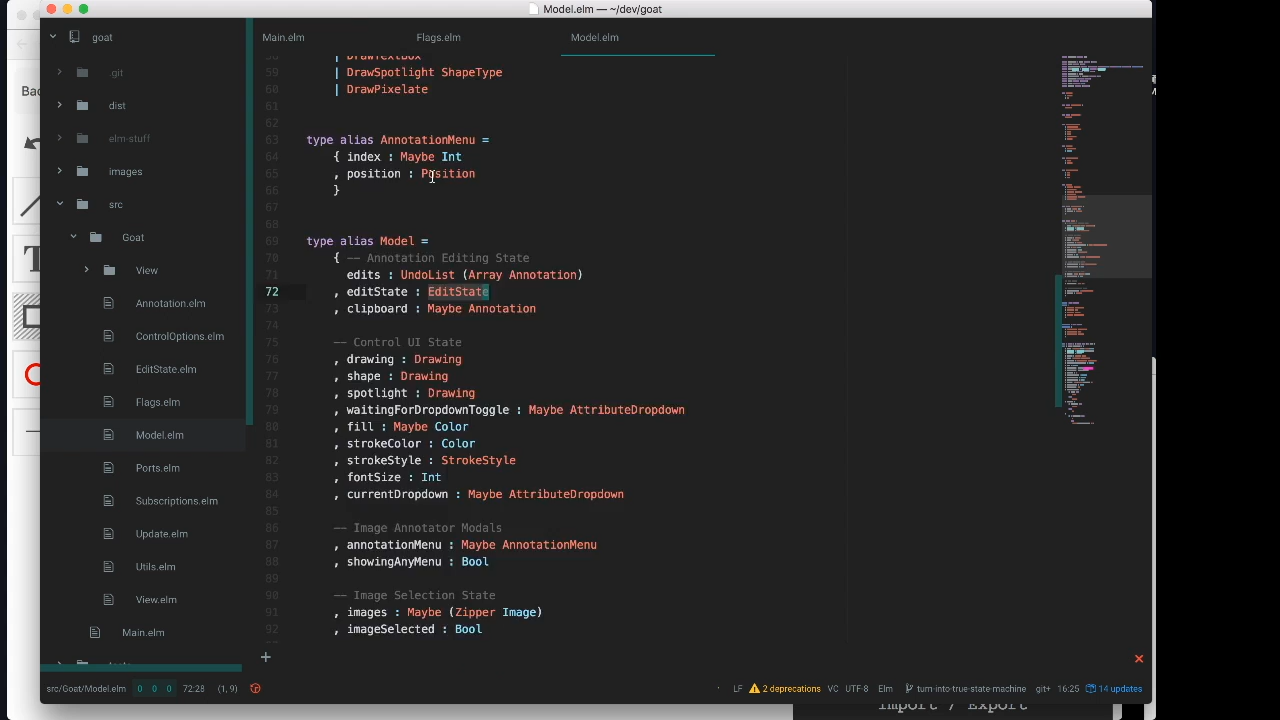 Model.elm — ~/dev/goat
goat
Main.elm
Flags.elm
Model.elm
.git
dist
elm-stuff
images
src
Goat
View
Annotation.elm
ControlOptions.elm
EditState.elm
Flags.elm
Model.elm
Ports.elm
Subscriptions.elm
Update.elm
Utils.elm
View.elm
Main.elm
Bac
T
58 | DrawTextBox
59 | DrawSpotlight ShapeType
60 | DrawPixelate
61
62
63 type alias AnnotationMenu =
64 { index : Maybe Int
65 , position : Position
66 }
67
68
69 type alias Model =
70 { -- Annotation Editing State
71 edits : UndoList (Array Annotation)
72 , editState : EditState
73 , clipboard : Maybe Annotation
74
75 -- Control UI State
76 , drawing : Drawing
77 , shape : Drawing
78 , spotlight : Drawing
79 , waitingForDropdownToggle : Maybe AttributeDropdown
80 , fill : Maybe Color
81 , strokeColor : Color
82 , strokeStyle : StrokeStyle
83 , fontSize : Int
84 , currentDropdown : Maybe AttributeDropdown
85
86 -- Image Annotator Modals
87 , annotationMenu : Maybe AnnotationMenu
88 , showingAnyMenu : Bool
89
90 -- Image Selection State
91 , images : Maybe (Zipper Image)
92 , imageSelected : Bool
+
src/Goat/Model.elm 0 0 0 72:28 (1, 9)
LF 2 deprecations VC UTF-8 Elm turn-into-true-state-machine git+ 16:25 14 updates
Import / Export